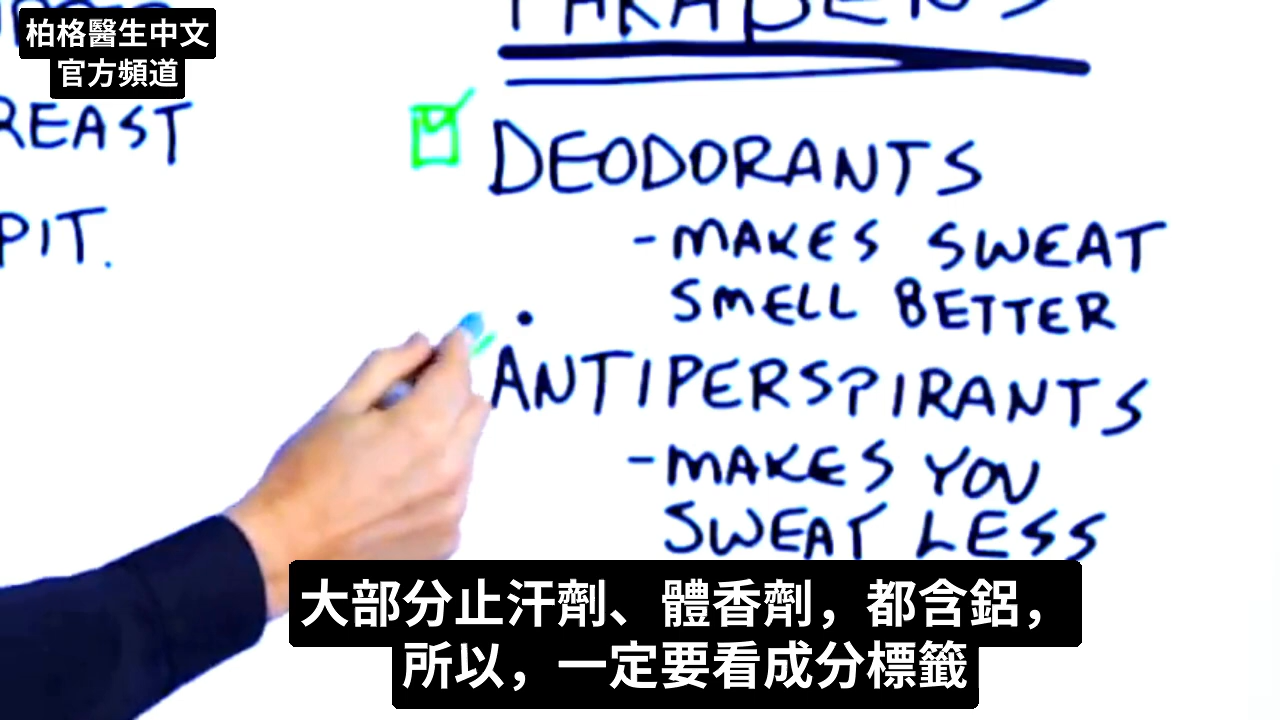 柏格醫生中文
官方頻道
PARABENS
REAST
PIT.
DEODORANTS
-MAKES SWEAT
SMELL BETTER
ANTIPERSPIRANTS
-MAKES YOU
SWEAT LESS
大部分止汗劑、體香劑，都含鋁，
所以，一定要看成分標籤